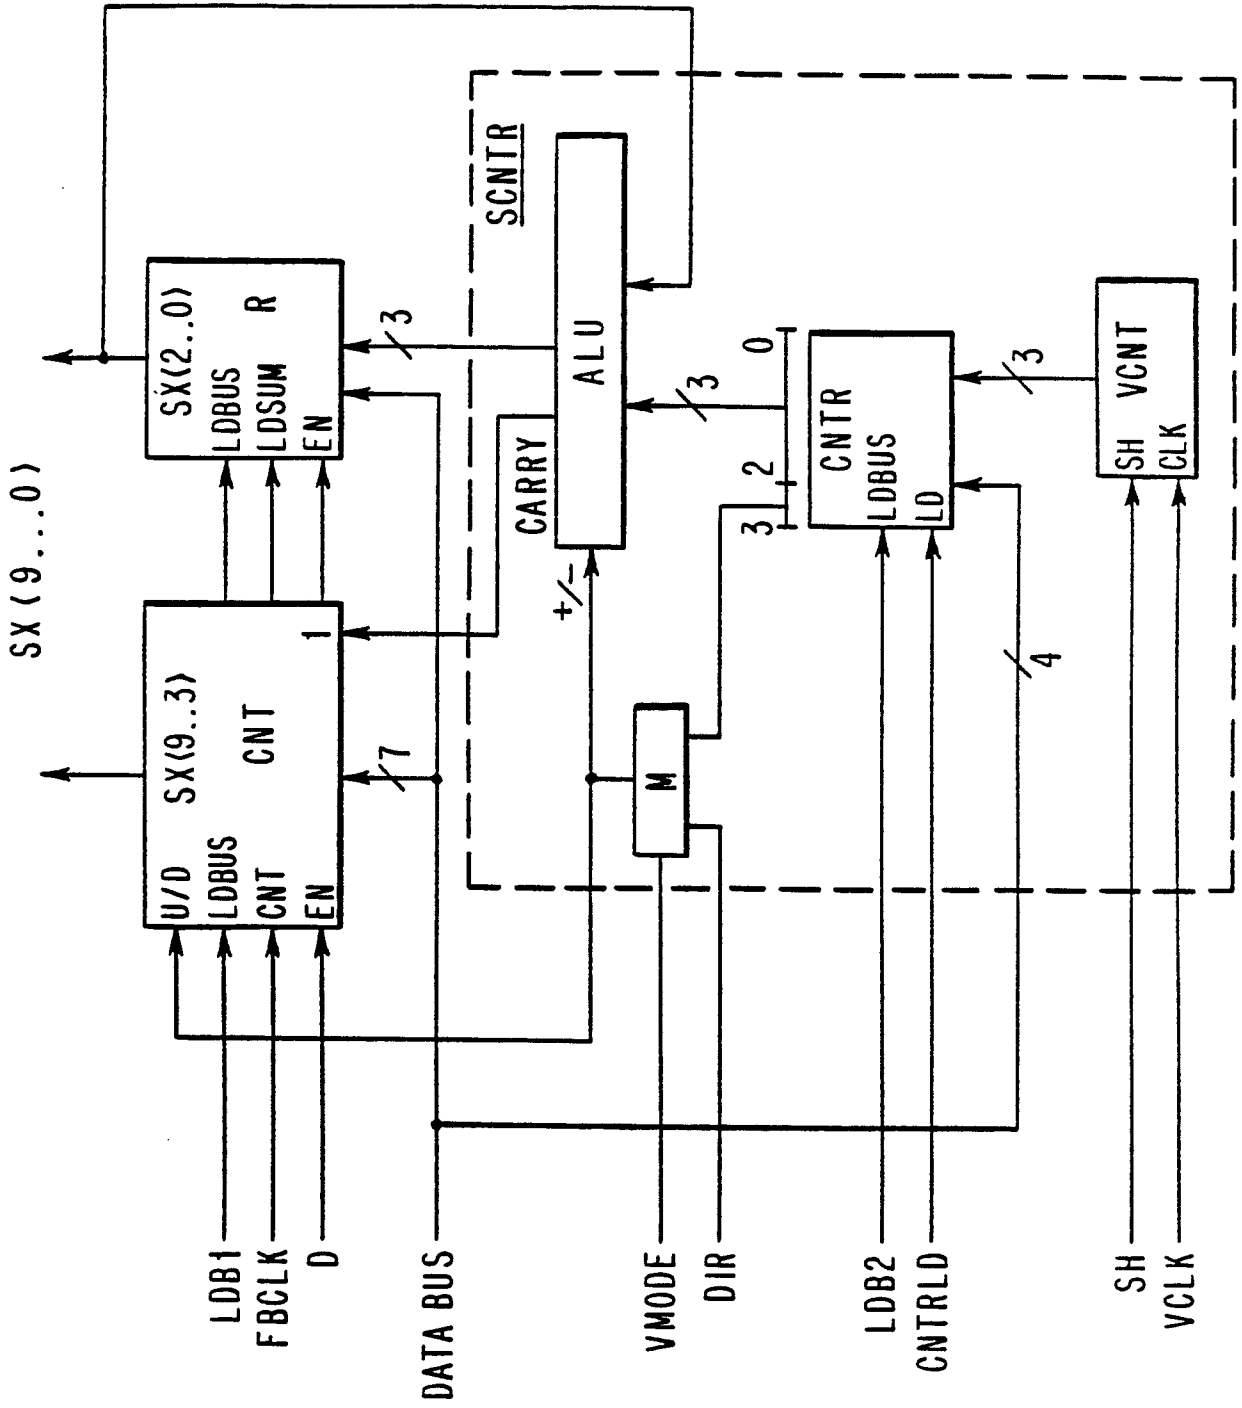 SX(9...0)
U/D
SX(9..3)
LDBUS
CNT
CNT
EN
1
SX(2..0)
LDBUS
LDSUM
R
EN
LDB1
FBCLK
D
DATA BUS
7
3
SCNTR
CARRY
ALU
+/-
M
VMODE
DIR
3
3
2
0
CNTR
LDBUS
LD
LDB2
CNTRLD
4
3
SH
VCNT
CLK
SH
VCLK